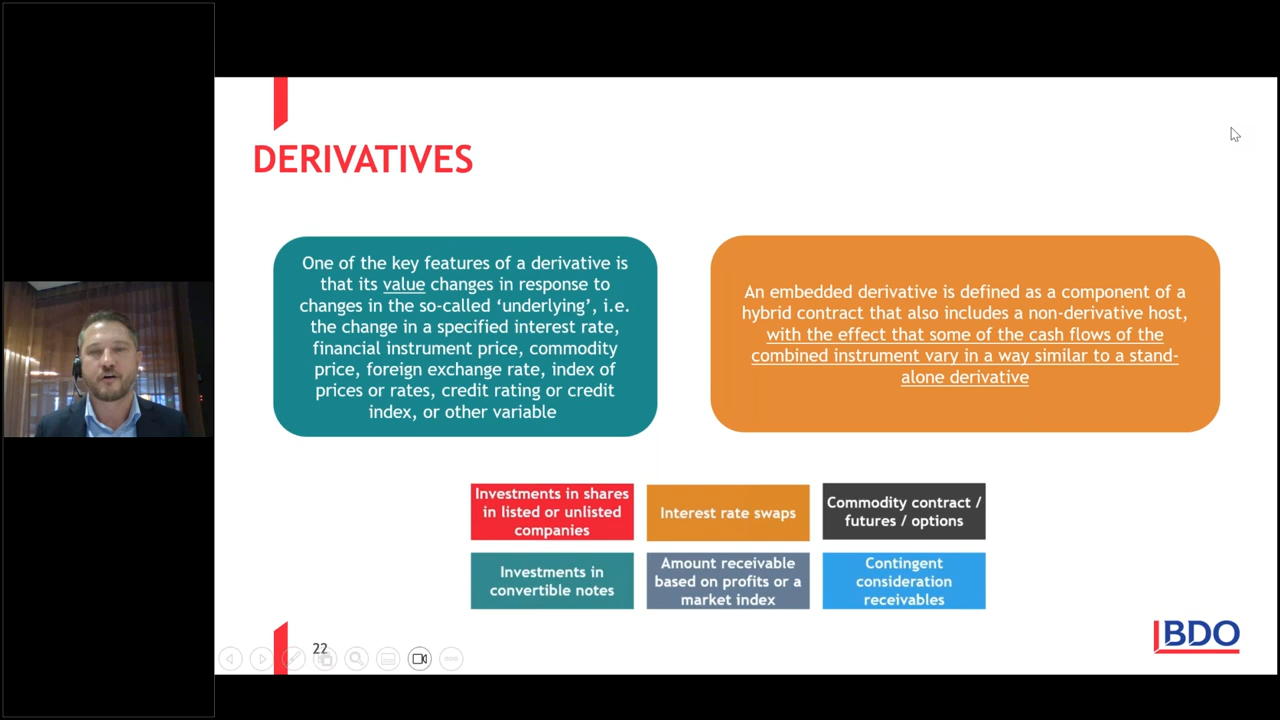 DERIVATIVES
One of the key features of a derivative is
that its value changes in response to
changes in the so-called ‘underlying’, i.e.
the change in a specified interest rate,
financial instrument price, commodity
price, foreign exchange rate, index of
prices or rates, credit rating or credit
index, or other variable
An embedded derivative is defined as a component of a
hybrid contract that also includes a non-derivative host,
with the effect that some of the cash flows of the
combined instrument vary in a way similar to a stand-
alone derivative
Investments in shares
in listed or unlisted
companies
Interest rate swaps
Commodity contract /
futures / options
Investments in
convertible notes
Amount receivable
based on profits or a
market index
Contingent
consideration
receivables
22
BDO